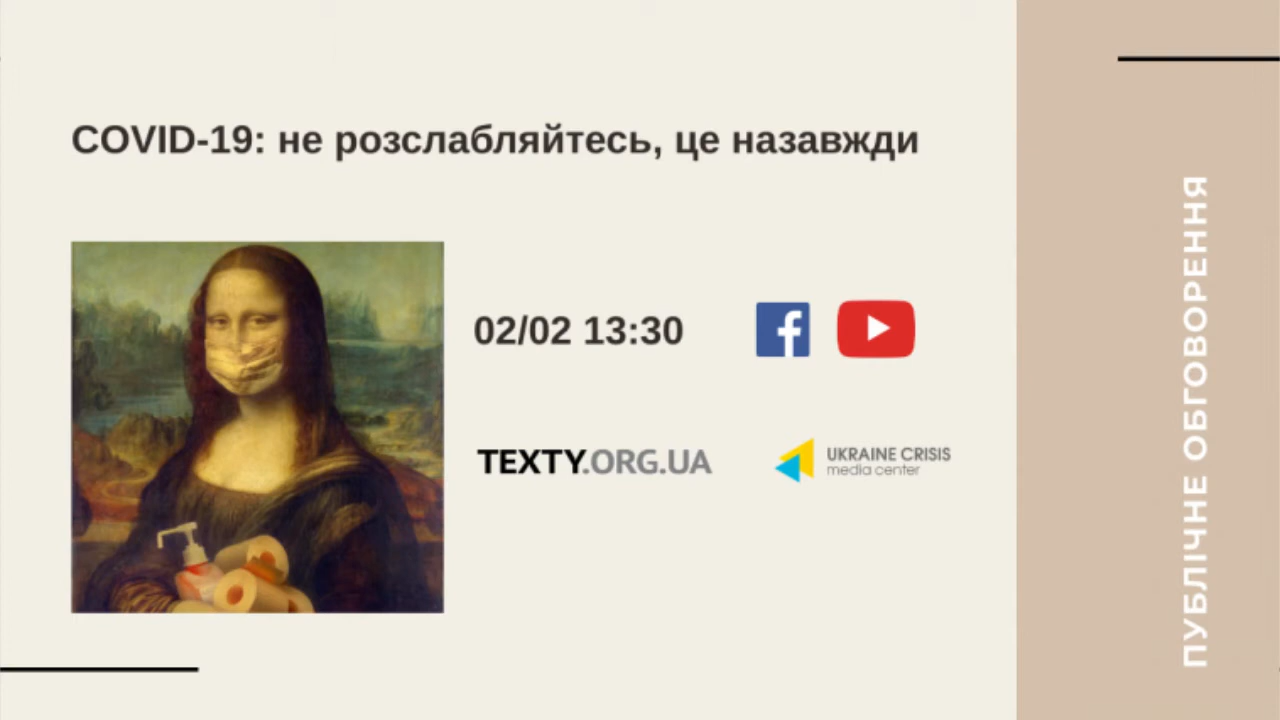 COVID-19: не розслабляйтесь, це назавжди
02/02 13:30
TEXTY.ORG.UA
UKRAINE CRISIS
media center
ПУБЛІЧНЕ ОБГОВОРЕННЯ